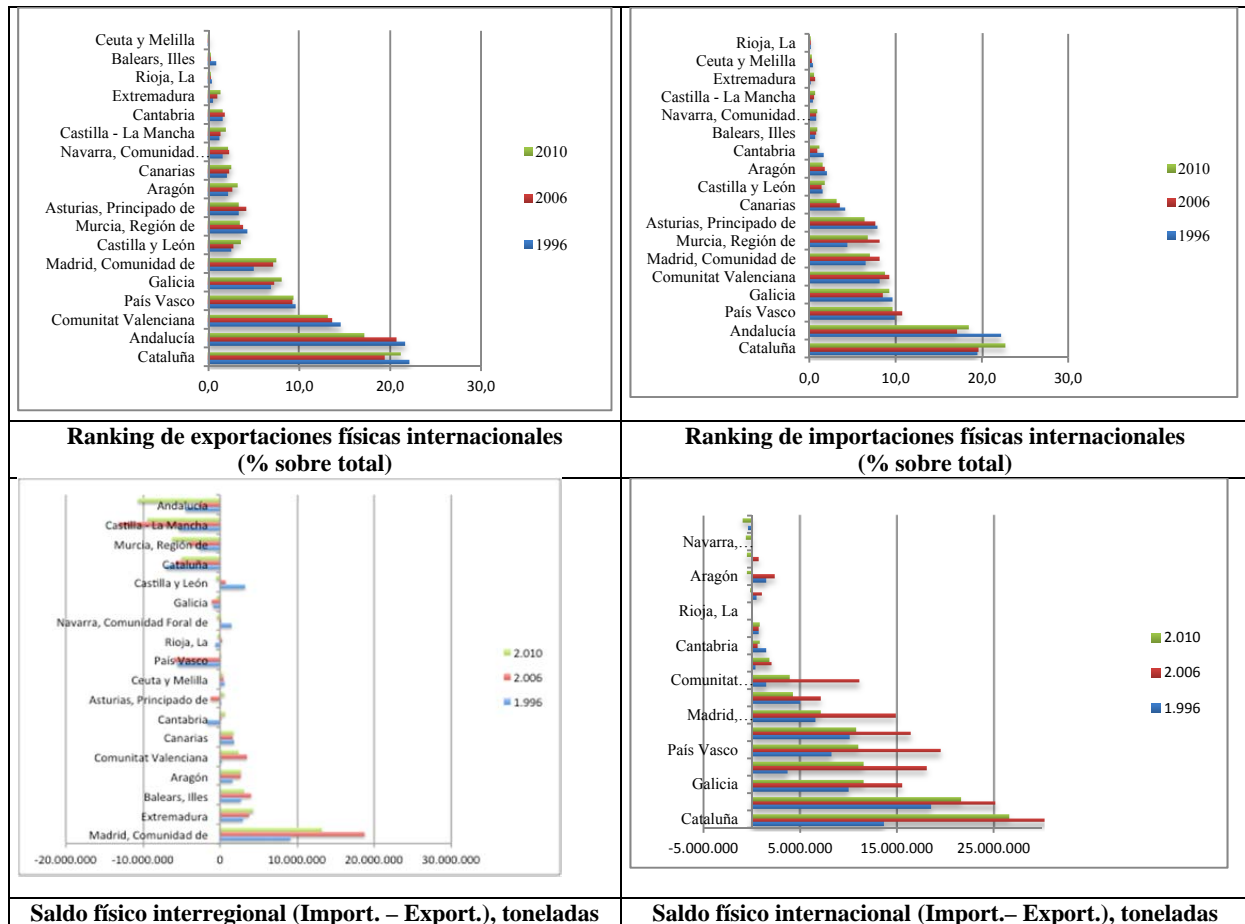 Ceuta y Melilla
Balears, Illes
Rioja, La
Extremadura
Cantabria
Castilla - La Mancha
Navarra, Comunidad…
Canarias
Aragón
Asturias, Principado de
Murcia, Región de
Castilla y León
Madrid, Comunidad de
Galicia
País Vasco
Comunitat Valenciana
Andalucía
Cataluña
0,0 10,0 20,0 30,0
2010
2006
1996
Ranking de exportaciones físicas internacionales
(% sobre total)
Rioja, La
Ceuta y Melilla
Extremadura
Castilla - La Mancha
Navarra, Comunidad…
Balears, Illes
Cantabria
Aragón
Castilla y León
Canarias
Asturias, Principado de
Murcia, Región de
Madrid, Comunidad de
Comunitat Valenciana
Galicia
País Vasco
Andalucía
Cataluña
0,0 10,0 20,0 30,0
2010
2006
1996
Ranking de importaciones físicas internacionales
(% sobre total)
Andalucía
Castilla - La Mancha
Murcia, Región de
Cataluña
Castilla y León
Galicia
Navarra, Comunidad Foral de
Rioja, La
País Vasco
Ceuta y Melilla
Asturias, Principado de
Cantabria
Canarias
Comunitat Valenciana
Aragón
Balears, Illes
Extremadura
Madrid, Comunidad de
-20.000.000 -10.000.000 0 10.000.000 20.000.000 30.000.000
2.010
2.006
1.996
Saldo físico interregional (Import. – Export.), toneladas
Navarra,…
Aragón
Rioja, La
Cantabria
Comunitat…
Madrid,…
País Vasco
Galicia
Cataluña
-5.000.000 5.000.000 15.000.000 25.000.000
2.010
2.006
1.996
Saldo físico internacional (Import.– Export.), toneladas